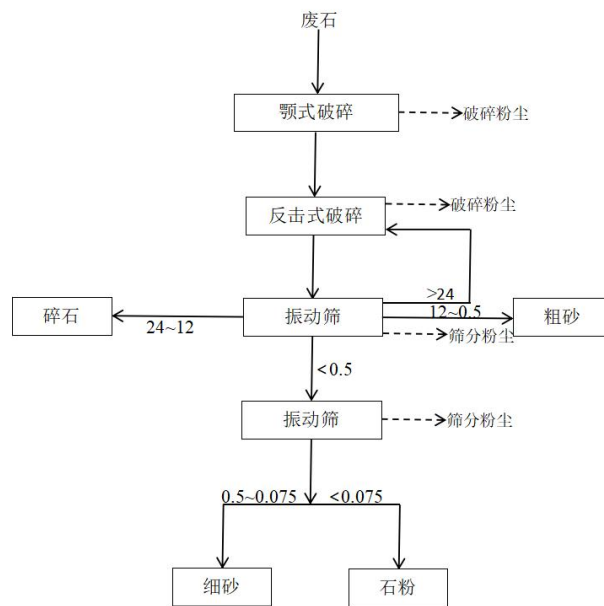 废石
颚式破碎
破碎粉尘
反击式破碎
破碎粉尘
>24
碎石
24~12
振动筛
12~0.5
粗砂
筛分粉尘
<0.5
振动筛
筛分粉尘
0.5~0.075
<0.075
细砂
石粉